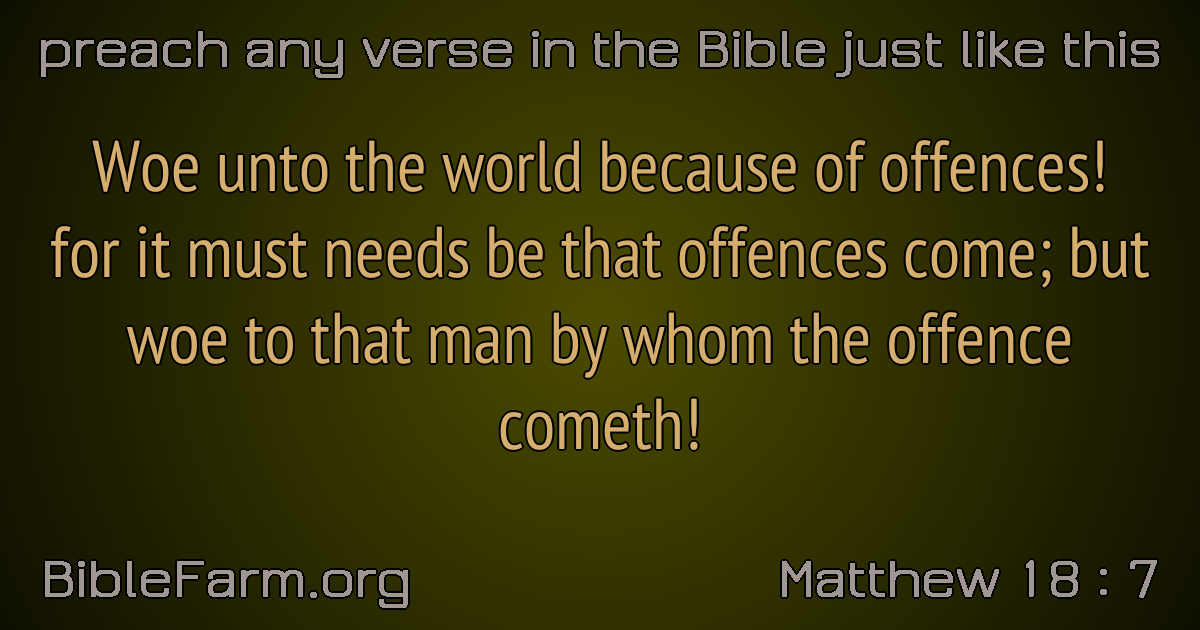 preach any verse in the Bible just like this
Woe unto the world because of offences!
for it must needs be that offences come; but
woe to that man by whom the offence
cometh!
BibleFarm.org
Matthew 18 : 7